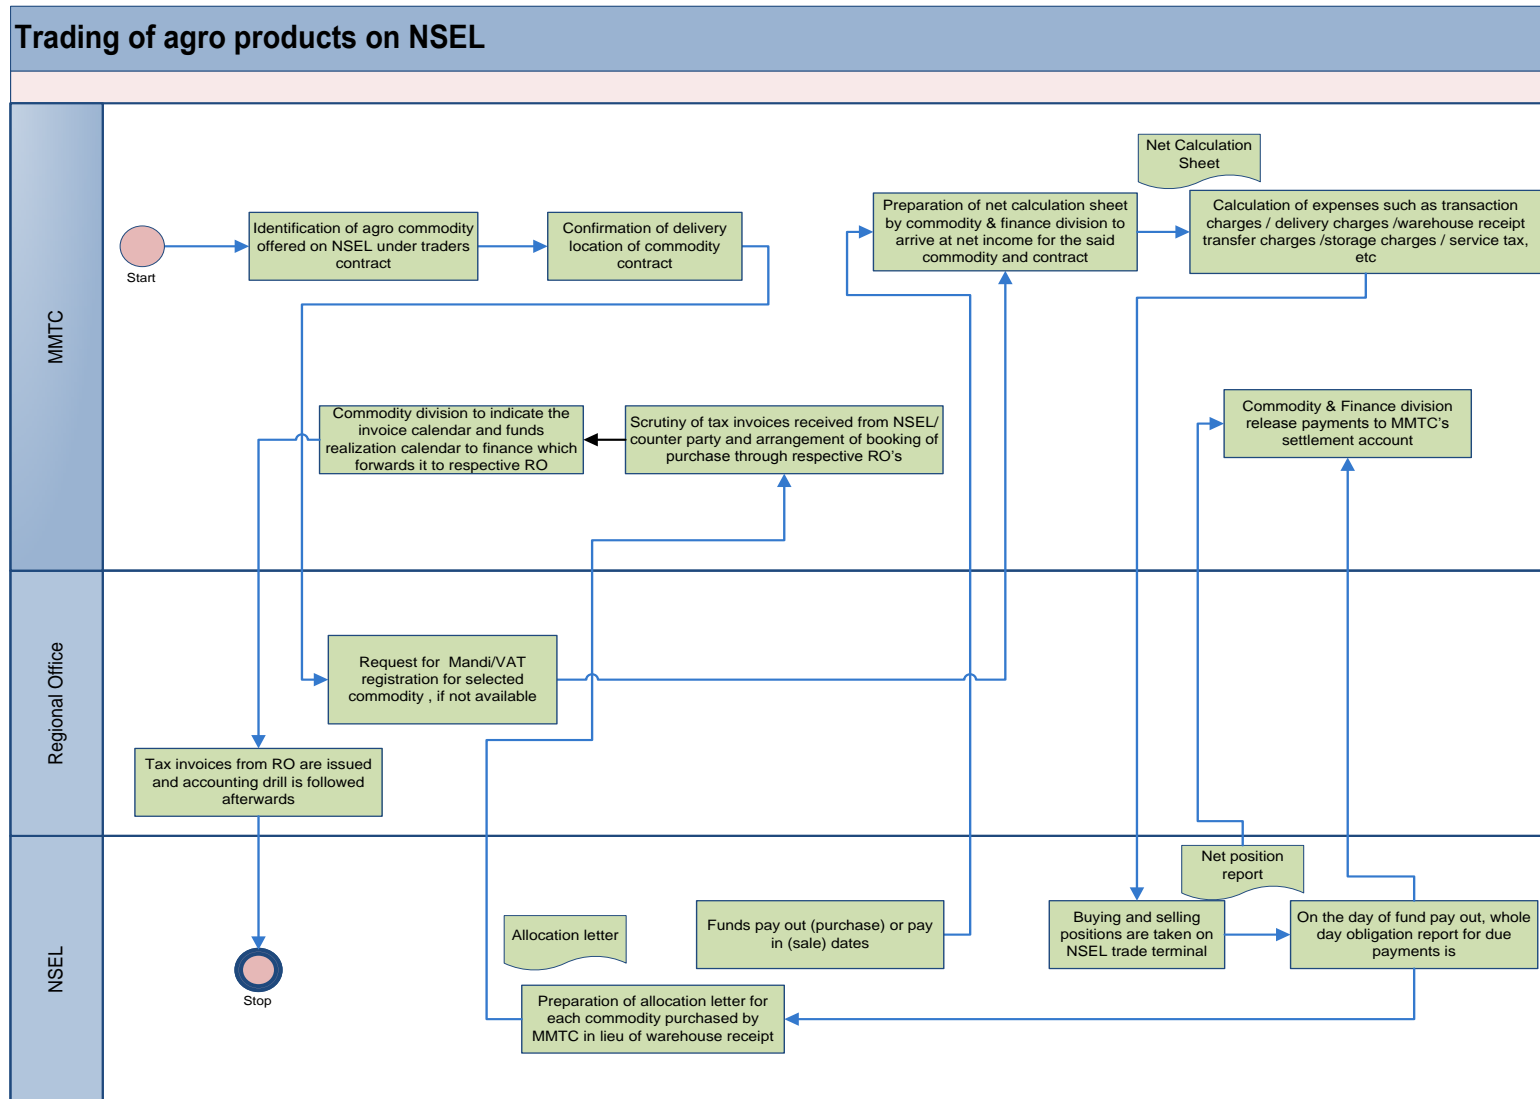 Trading of agro products on NSEL
MMTC
Start
Identification of agro commodity
offered on NSEL under traders
contract
Confirmation of delivery
location of commodity
contract
Preparation of net calculation sheet
by commodity & finance division to
arrive at net income for the said
commodity and contract
Net Calculation
Sheet
Calculation of expenses such as transaction
charges / delivery charges /warehouse receipt
transfer charges /storage charges / service tax,
etc
Commodity division to indicate the
invoice calendar and funds
realization calendar to finance which
forwards it to respective RO
Scrutiny of tax invoices received from NSEL/
counter party and arrangement of booking of
purchase through respective RO’s
Commodity & Finance division
release payments to MMTC’s
settlement account
Regional Office
Request for Mandi/VAT
registration for selected
commodity , if not available
Tax invoices from RO are issued
and accounting drill is followed
afterwards
NSEL
Stop
Allocation letter
Preparation of allocation letter for
each commodity purchased by
MMTC in lieu of warehouse receipt
Funds pay out (purchase) or pay
in (sale) dates
Net position
report
Buying and selling
positions are taken on
NSEL trade terminal
On the day of fund pay out, whole
day obligation report for due
payments is